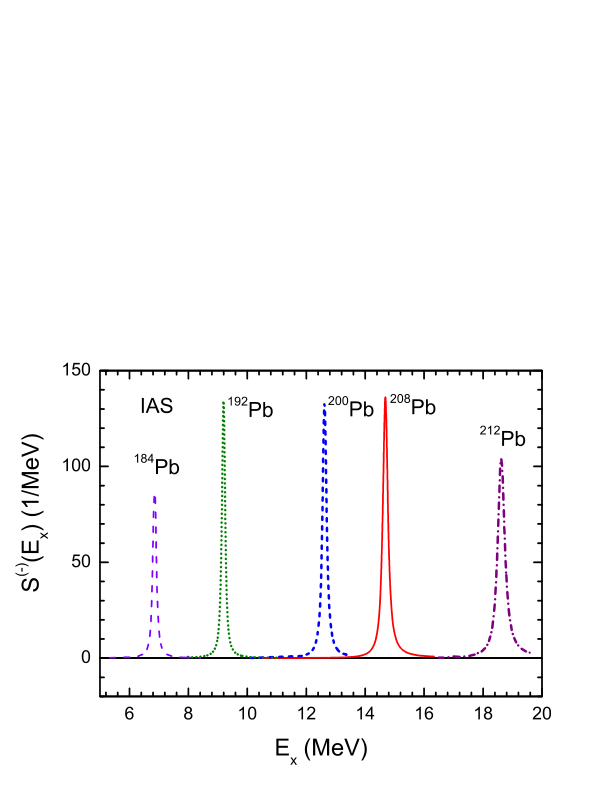 150
100
50
0
S⁽⁻⁾(Eₓ) (1/MeV)
IAS
¹⁸⁴Pb
¹⁹²Pb
²⁰⁰Pb
²⁰⁸Pb
²¹²Pb
6 8 10 12 14 16 18 20
Eₓ (MeV)